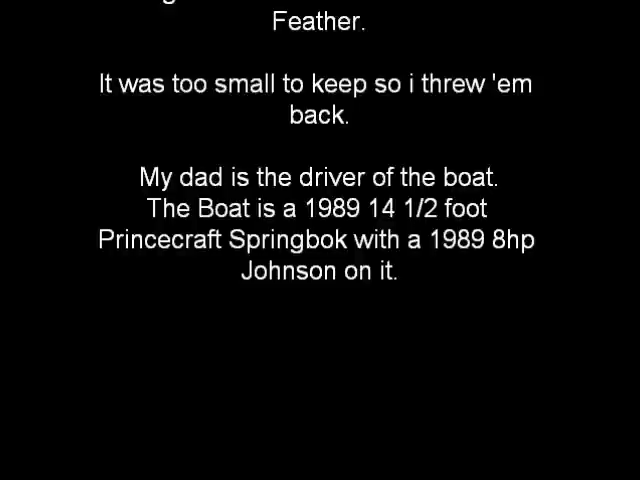 Feather.
It was too small to keep so i threw 'em
back.
My dad is the driver of the boat.
The Boat is a 1989 14 1/2 foot
Princecraft Springbok with a 1989 8hp
Johnson on it.